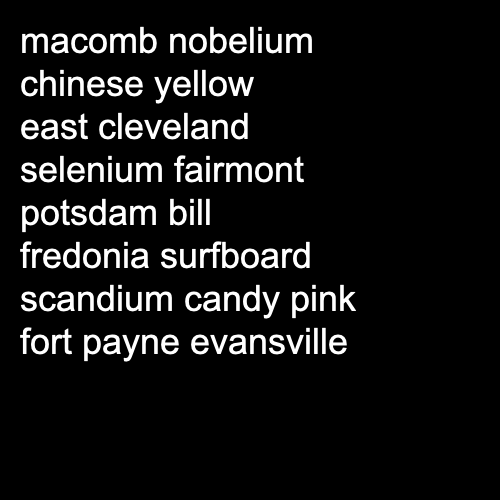 macomb nobelium
chinese yellow
east cleveland
selenium fairmont
potsdam bill
fredonia surfboard
scandium candy pink
fort payne evansville